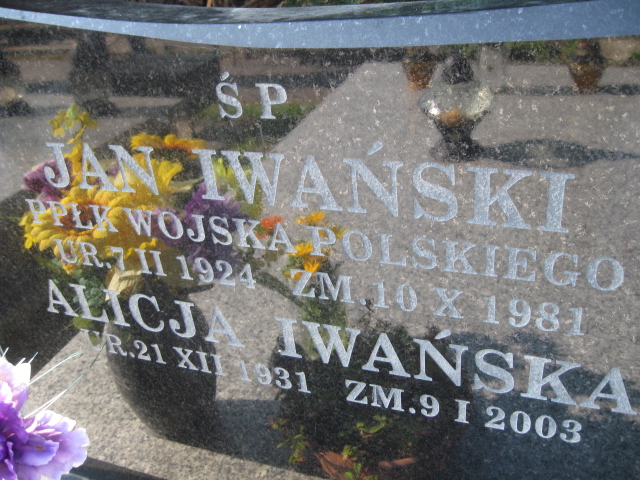 ŚP
JAN IWAŃSKI
PPŁK WOJSKA POLSKIEGO
UR.7 II 1924 ZM.10 X 1981
ALICJA IWAŃSKA
UR.21 XII 1931 ZM.9 I 2003